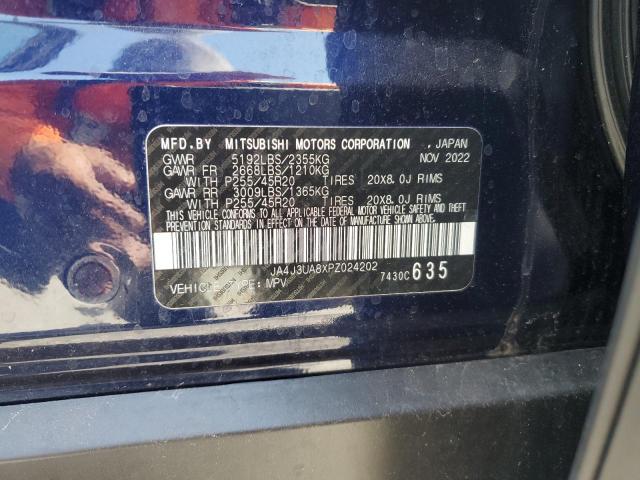 MFD.BY MITSUBISHI MOTORS CORPORATION , JAPAN
GVWR 5192LBS/2355KG NOV 2022
GAWR FR 2668LBS/1210KG
WITH P255/45R20 TIRES 20X8.0J RIMS
GAWR RR 3009LBS/1365KG
WITH P255/45R20 TIRES 20X8.0J RIMS
THIS VEHICLE CONFORMS TO ALL APPLICABLE FEDERAL MOTOR VEHICLE SAFETY AND THEFT
PREVENTION STANDARDS IN EFFECT ON THE DATE OF MANUFACTURE SHOWN ABOVE.
JA4J3UA8XPZ024202
VEHICLE TYPE: MPV 7430C 635